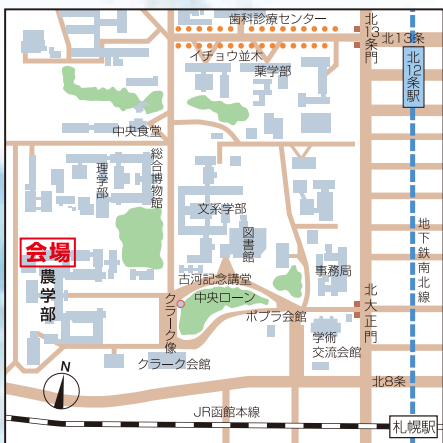 歯科診療センター
北13条門
北13条
イチョウ並木
薬学部
北12条駅
中央食堂
総合博物館
理学部
文系学部
図書館
地下鉄南北線
会場
農学部
古河記念講堂
事務局
クラーク像
中央ローン
ポプラ会館
北大正門
学術
交流会館
クラーク会館
N
北8条
JR函館本線
札幌駅